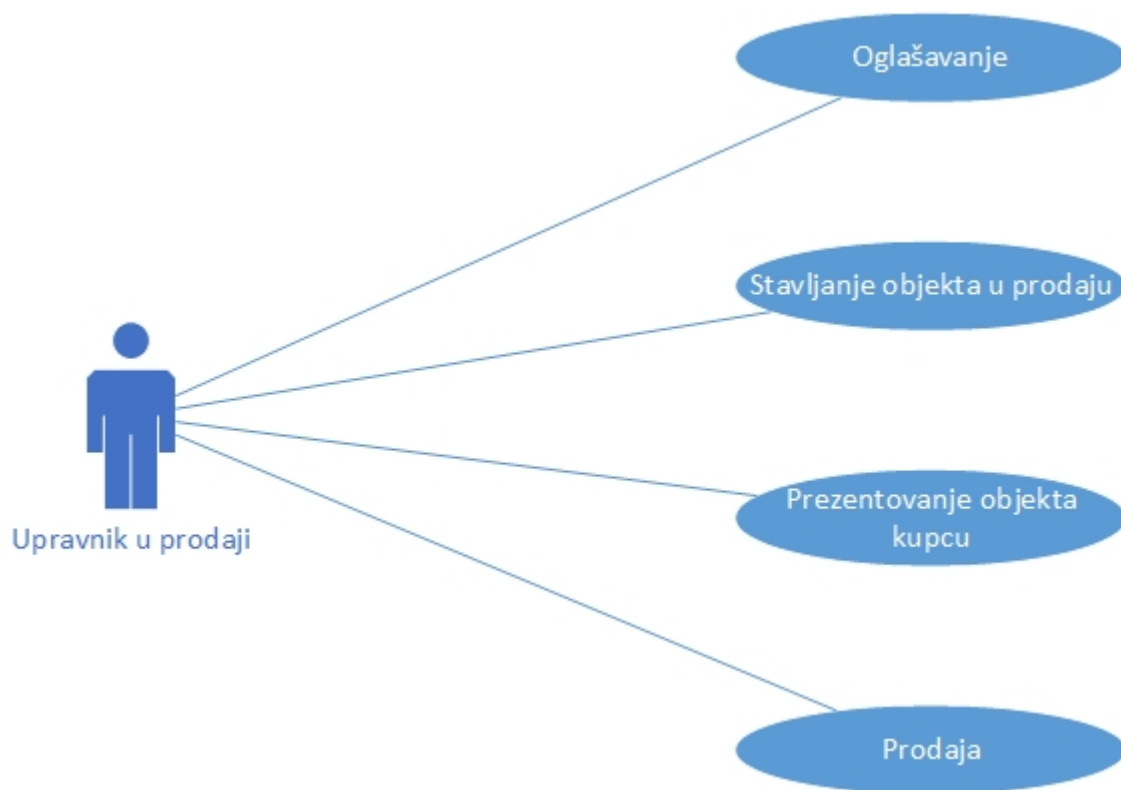 Oglašavanje
Stavljanje objekta u prodaju
Upravnik u prodaji
Prezentovanje objekta
kupcu
Prodaja